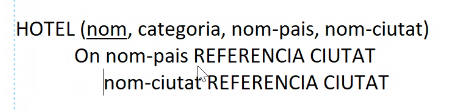 HOTEL (nom, categoria, nom-pais, nom-ciutat)
On nom-pais REFERENCIA CIUTAT
nom-ciutat REFERENCIA CIUTAT